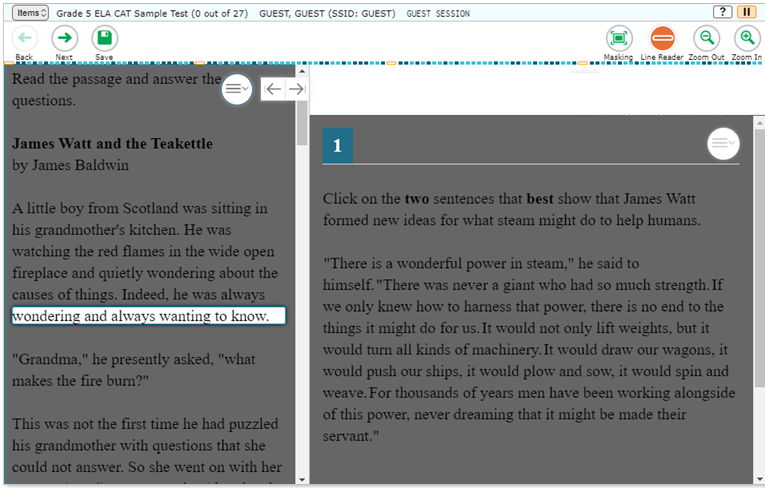 Items Grade 5 ELA CAT Sample Test (0 out of 27) GUEST, GUEST (SSID: GUEST) GUEST SESSION ?
Back Next Save Masking Line Reader Zoom Out Zoom In
Read the passage and answer the
questions.
James Watt and the Teakettle
by James Baldwin
A little boy from Scotland was sitting in
his grandmother's kitchen. He was
watching the red flames in the wide open
fireplace and quietly wondering about the
causes of things. Indeed, he was always
wondering and always wanting to know.
"Grandma," he presently asked, "what
makes the fire burn?"
This was not the first time he had puzzled
his grandmother with questions that she
could not answer. So she went on with her
1
Click on the two sentences that best show that James Watt
formed new ideas for what steam might do to help humans.
"There is a wonderful power in steam," he said to
himself. "There was never a giant who had so much strength. If
we only knew how to harness that power, there is no end to the
things it might do for us. It would not only lift weights, but it
would turn all kinds of machinery. It would draw our wagons, it
would push our ships, it would plow and sow, it would spin and
weave. For thousands of years men have been working alongside
of this power, never dreaming that it might be made their
servant."